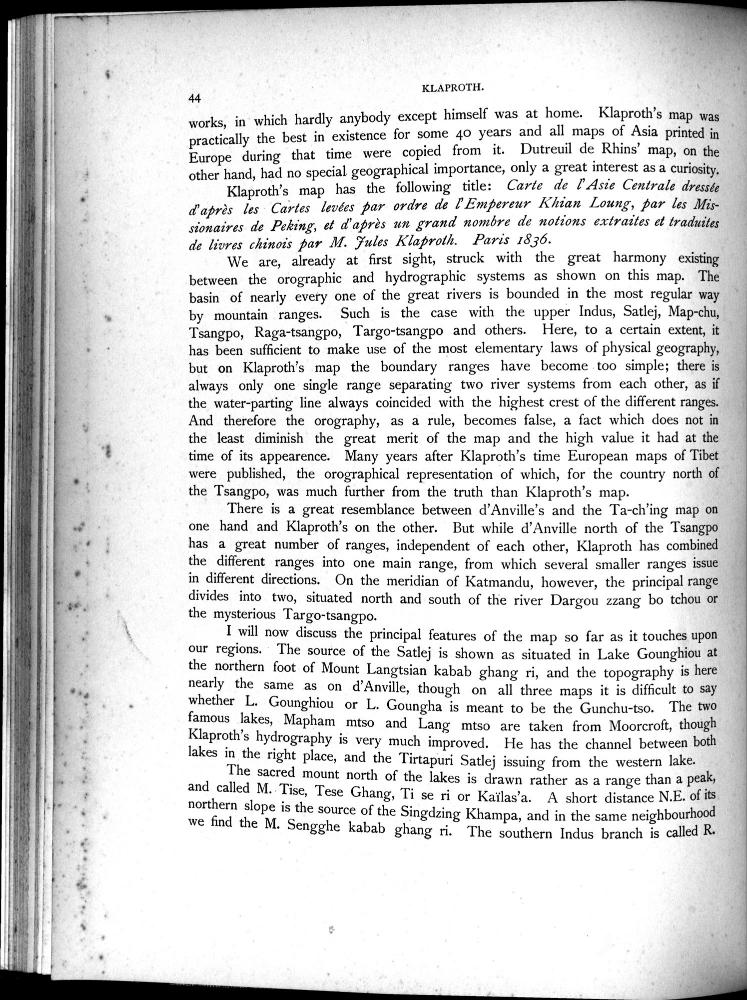 KLAPROTH.
44
works, in which hardly anybody except himself was at home. Klaproth's map was
practically the best in existence for some 40 years and all maps of Asia printed in
Europe during that time were copied from it. Dutreuil de Rhins' map, on the
other hand, had no special geographical importance, only a great interest as a curiosity.
Klaproth's map has the following title: Carte de l'Asie Centrale dressée
d'après les Cartes levées par ordre de l'Empereur Khian Loung, par les Mis-
sionaires de Peking, et d'après un grand nombre de notions extraites et traduites
de livres chinois par M. Jules Klaproth. Paris 1836.
We are, already at first sight, struck with the great harmony existing
between the orographic and hydrographic systems as shown on this map. The
basin of nearly every one of the great rivers is bounded in the most regular way
by mountain ranges. Such is the case with the upper Indus, Satlej, Map-chu,
Tsangpo, Raga-tsangpo, Targo-tsangpo and others. Here, to a certain extent, it
has been sufficient to make use of the most elementary laws of physical geography,
but on Klaproth's map the boundary ranges have become too simple; there is
always only one single range separating two river systems from each other, as if
the water-parting line always coincided with the highest crest of the different ranges.
And therefore the orography, as a rule, becomes false, a fact which does not in
the least diminish the great merit of the map and the high value it had at the
time of its appearence. Many years after Klaproth's time European maps of Tibet
were published, the orographical representation of which, for the country north of
the Tsangpo, was much further from the truth than Klaproth's map.
There is a great resemblance between d'Anville's and the Ta-ch'ing map on
one hand and Klaproth's on the other. But while d'Anville north of the Tsangpo
has a great number of ranges, independent of each other, Klaproth has combined
the different ranges into one main range, from which several smaller ranges issue
in different directions. On the meridian of Katmandu, however, the principal range
divides into two, situated north and south of the river Dargou zzang bo tchou or
the mysterious Targo-tsangpo.
I will now discuss the principal features of the map so far as it touches upon
our regions. The source of the Satlej is shown as situated in Lake Gounghiou at
the northern foot of Mount Langtsian kabab ghang ri, and the topography is here
nearly the same as on d'Anville, though on all three maps it is difficult to say
whether L. Gounghiou or L. Goungha is meant to be the Gunchu-tso. The two
famous lakes, Mapham mtso and Lang mtso are taken from Moorcroft, though
Klaproth's hydrography is very much improved. He has the channel between both
lakes in the right place, and the Tirtapuri Satlej issuing from the western lake.
The sacred mount north of the lakes is drawn rather as a range than a peak,
and called M. Tise, Tese Ghang, Ti se ri or Kaïlas'a. A short distance N.E. of its
northern slope is the source of the Singdzing Khampa, and in the same neighbourhood
we find the M. Sengghe kabab ghang ri. The southern Indus branch is called R.